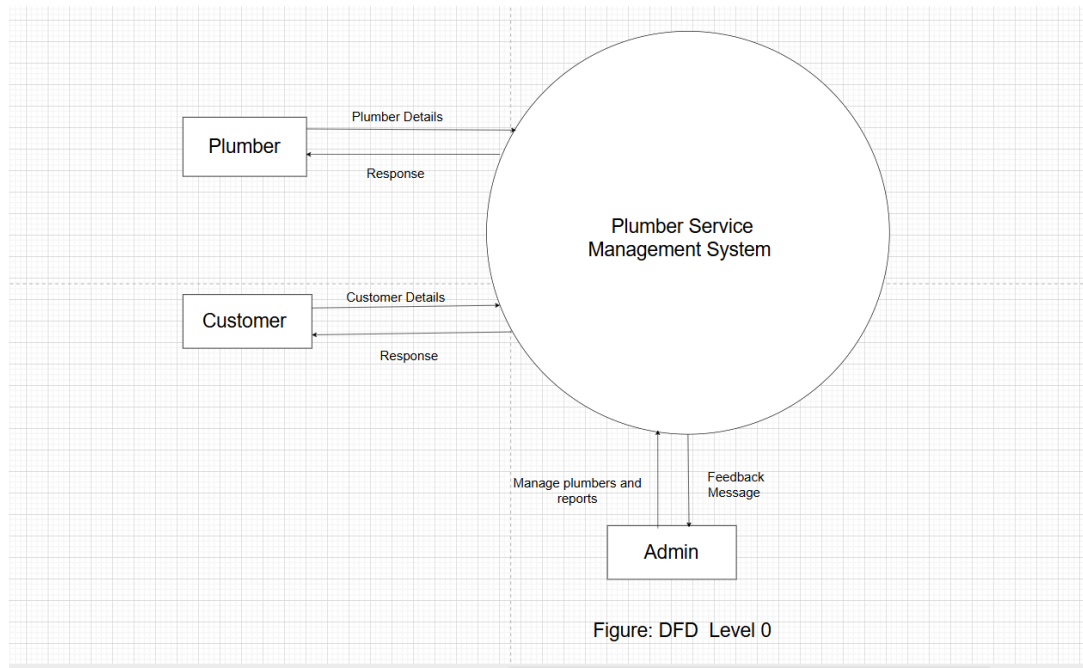 Plumber Details
Plumber
Response
Plumber Service
Management System
Customer Details
Customer
Response
Manage plumbers and
reports
Feedback
Message
Admin
Figure: DFD Level 0